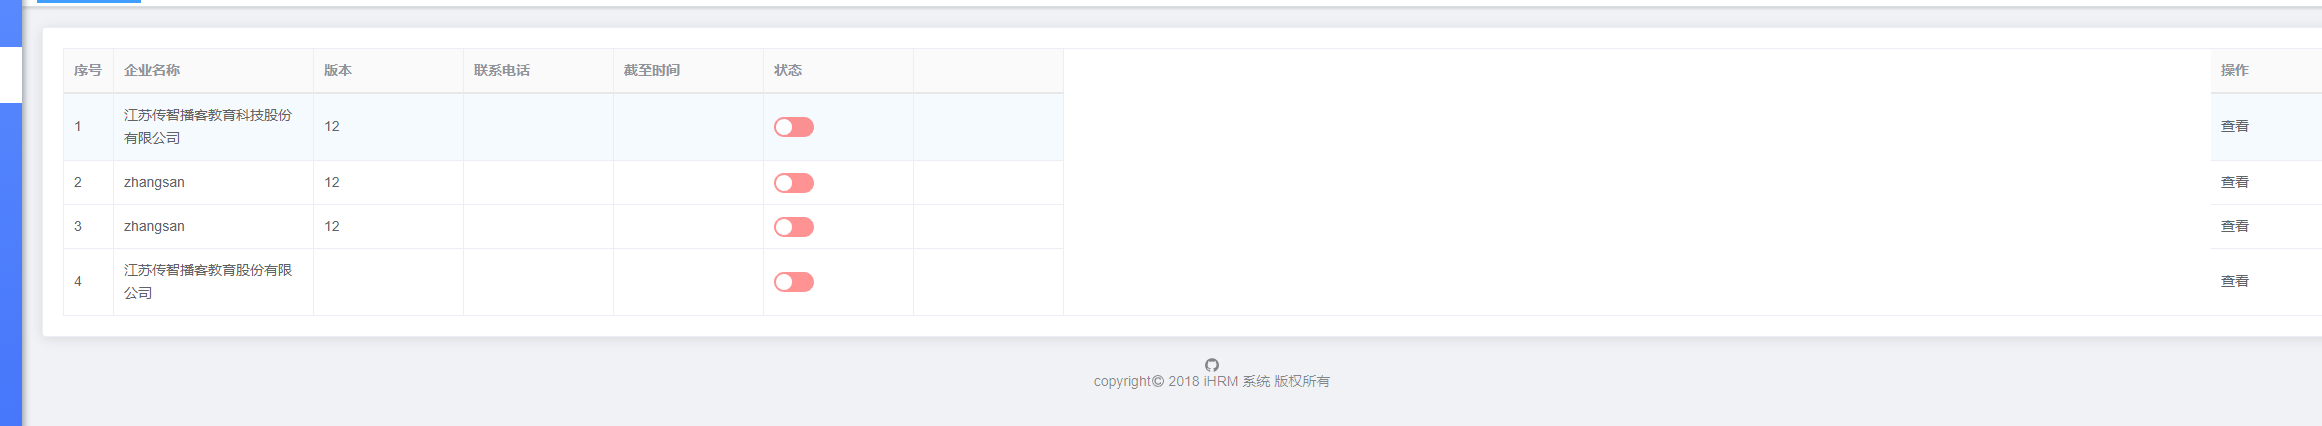 序号 企业名称 版本 联系电话 截至时间 状态 操作
江苏传智播客教育科技股份
1 12 查看
有限公司
2 zhangsan 12 查看
3 zhangsan 12 查看
江苏传智播客教育股份有限
4 查看
公司
copyright© 2018 iHRM 系统 版权所有